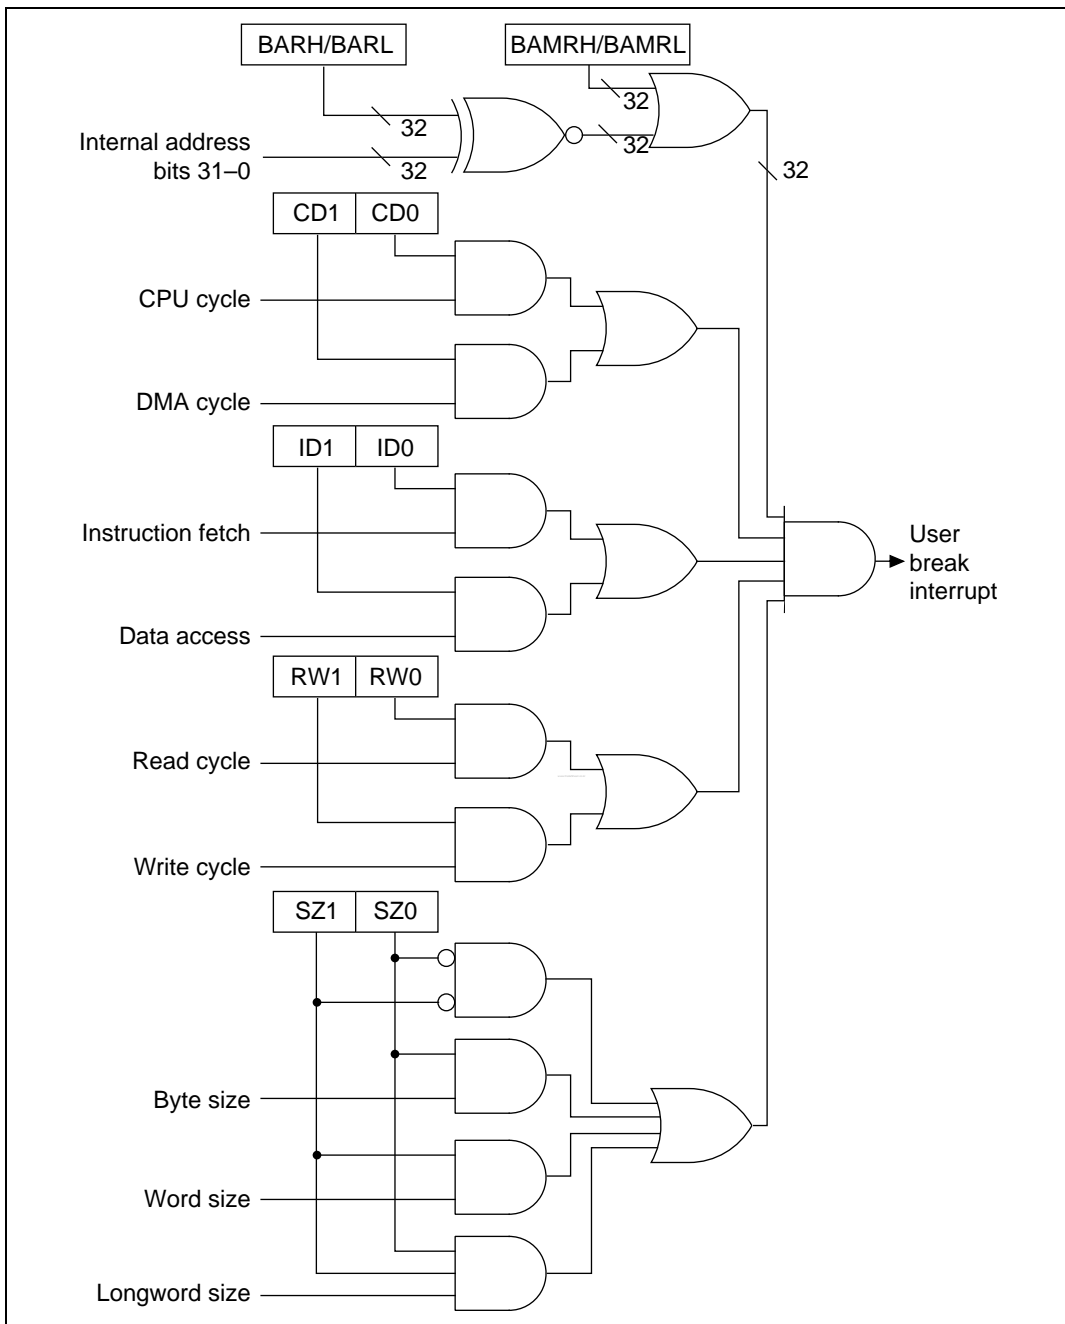 BARH/BARL
BAMRH/BAMRL
32
32
Internal address
bits 31–0
32
32
32
CD1 CD0
CPU cycle
DMA cycle
ID1 ID0
Instruction fetch
Data access
User
break
interrupt
RW1 RW0
Read cycle
Write cycle
SZ1 SZ0
Byte size
Word size
Longword size